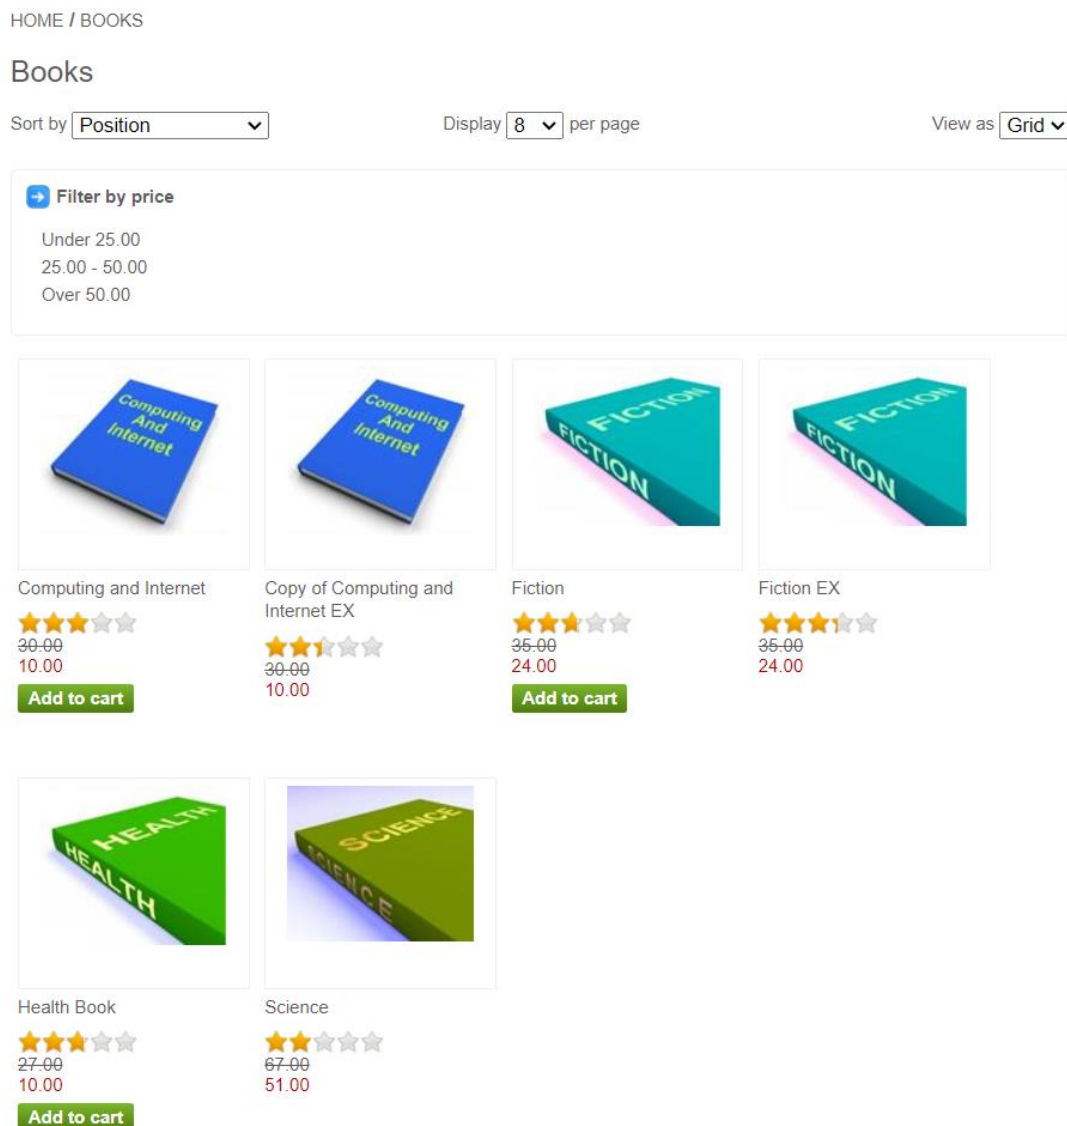 HOME / BOOKS
Books
Sort by Position
Display 8 per page
View as Grid
Filter by price
Under 25.00
25.00 - 50.00
Over 50.00
Computing
And
Internet
Computing
And
Internet
FICTION
FICTION
FICTION
FICTION
Computing and Internet
30.00
10.00
Add to cart
Copy of Computing and
Internet EX
30.00
10.00
Fiction
35.00
24.00
Add to cart
Fiction EX
35.00
24.00
HEALTH
HEALTH
SCIENCE
SCIENCE
Health Book
27.00
10.00
Add to cart
Science
67.00
51.00